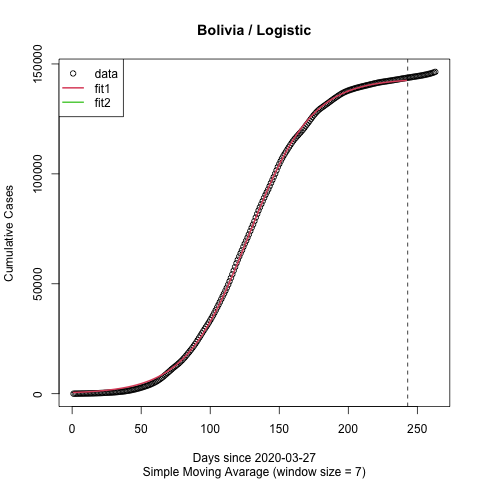 Bolivia / Logistic
data
fit1
fit2
Cumulative Cases
150000
100000
50000
0
0 50 100 150 200 250
Days since 2020-03-27
Simple Moving Avarage (window size = 7)